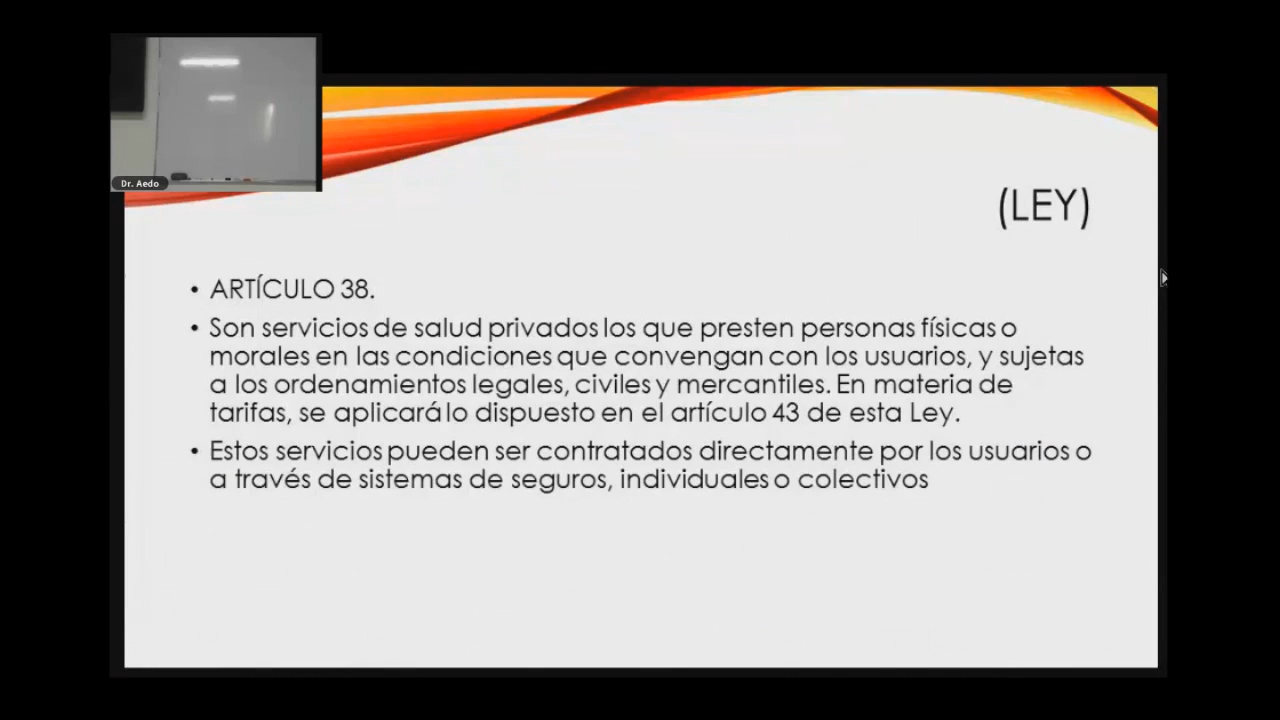 Dr. Aedo
(LEY)
• ARTÍCULO 38.
• Son servicios de salud privados los que presten personas físicas o
morales en las condiciones que convengan con los usuarios, y sujetas
a los ordenamientos legales, civiles y mercantiles. En materia de
tarifas, se aplicará lo dispuesto en el artículo 43 de esta Ley.
• Estos servicios pueden ser contratados directamente por los usuarios o
a través de sistemas de seguros, individuales o colectivos